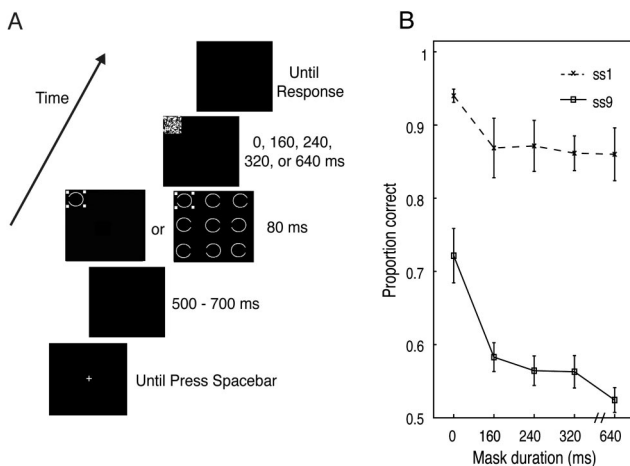 A
Time
Until
Response
0, 160, 240,
320, or 640 ms
or
80 ms
500 - 700 ms
Until Press Spacebar
B
1
0.9
0.8
0.7
0.6
0.5
Proportion correct
ss1
ss9
0 160 240 320 640
Mask duration (ms)